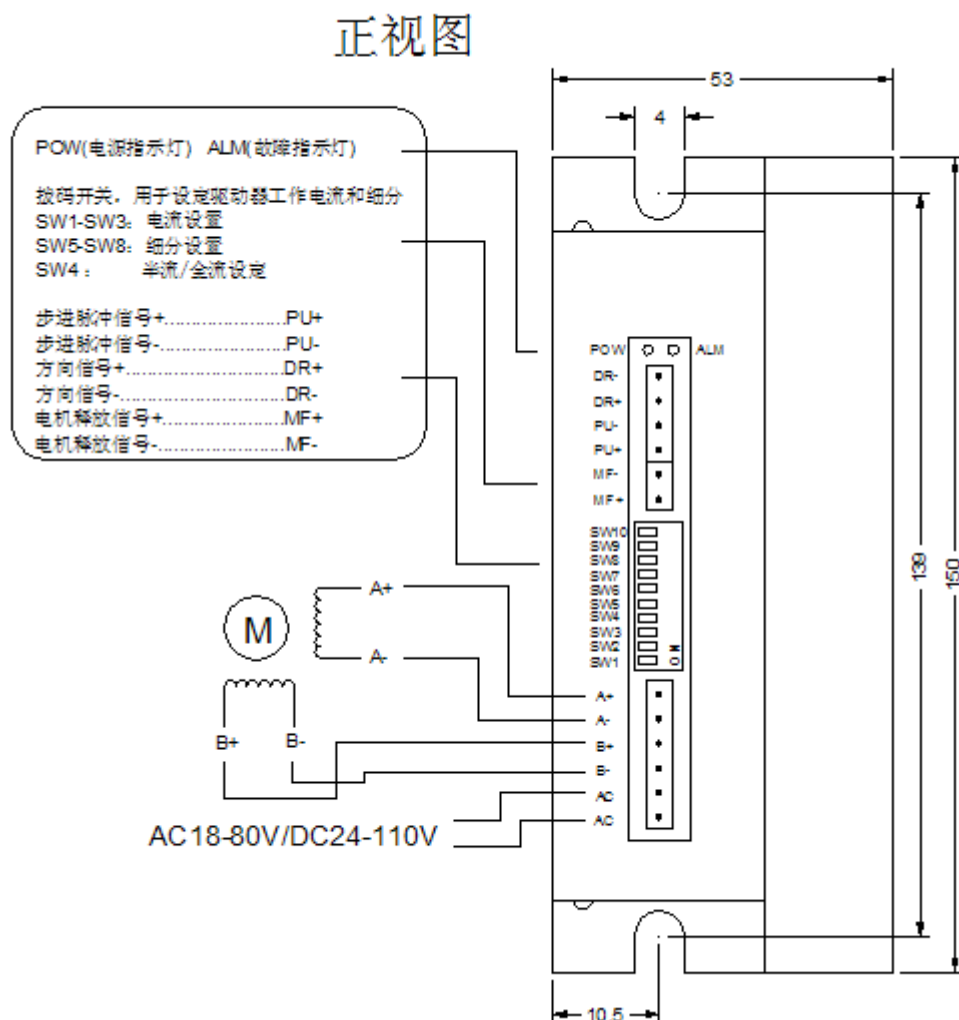 正视图
53
4
POW(电源指示灯) ALM(故障指示灯)
拨码开关，用于设定驱动器工作电流和细分
SW1-SW3：电流设置
SW5-SW8：细分设置
SW4： 半流/全流设定
步进脉冲信号+......................PU+
步进脉冲信号-......................PU-
方向信号+............................DR+
方向信号-.............................DR-
电机释放信号+.....................MF+
电机释放信号-......................MF-
POW ALM
DR-
DR+
PU-
PU+
MF-
MF+
SW10
SW9
SW8
SW7
SW6
SW5
SW4
SW3
SW2
SW1
ON
139
150
A+
M
A-
B+ B-
A+
A-
B+
B-
AC
AC
AC18-80V/DC24-110V
10.5